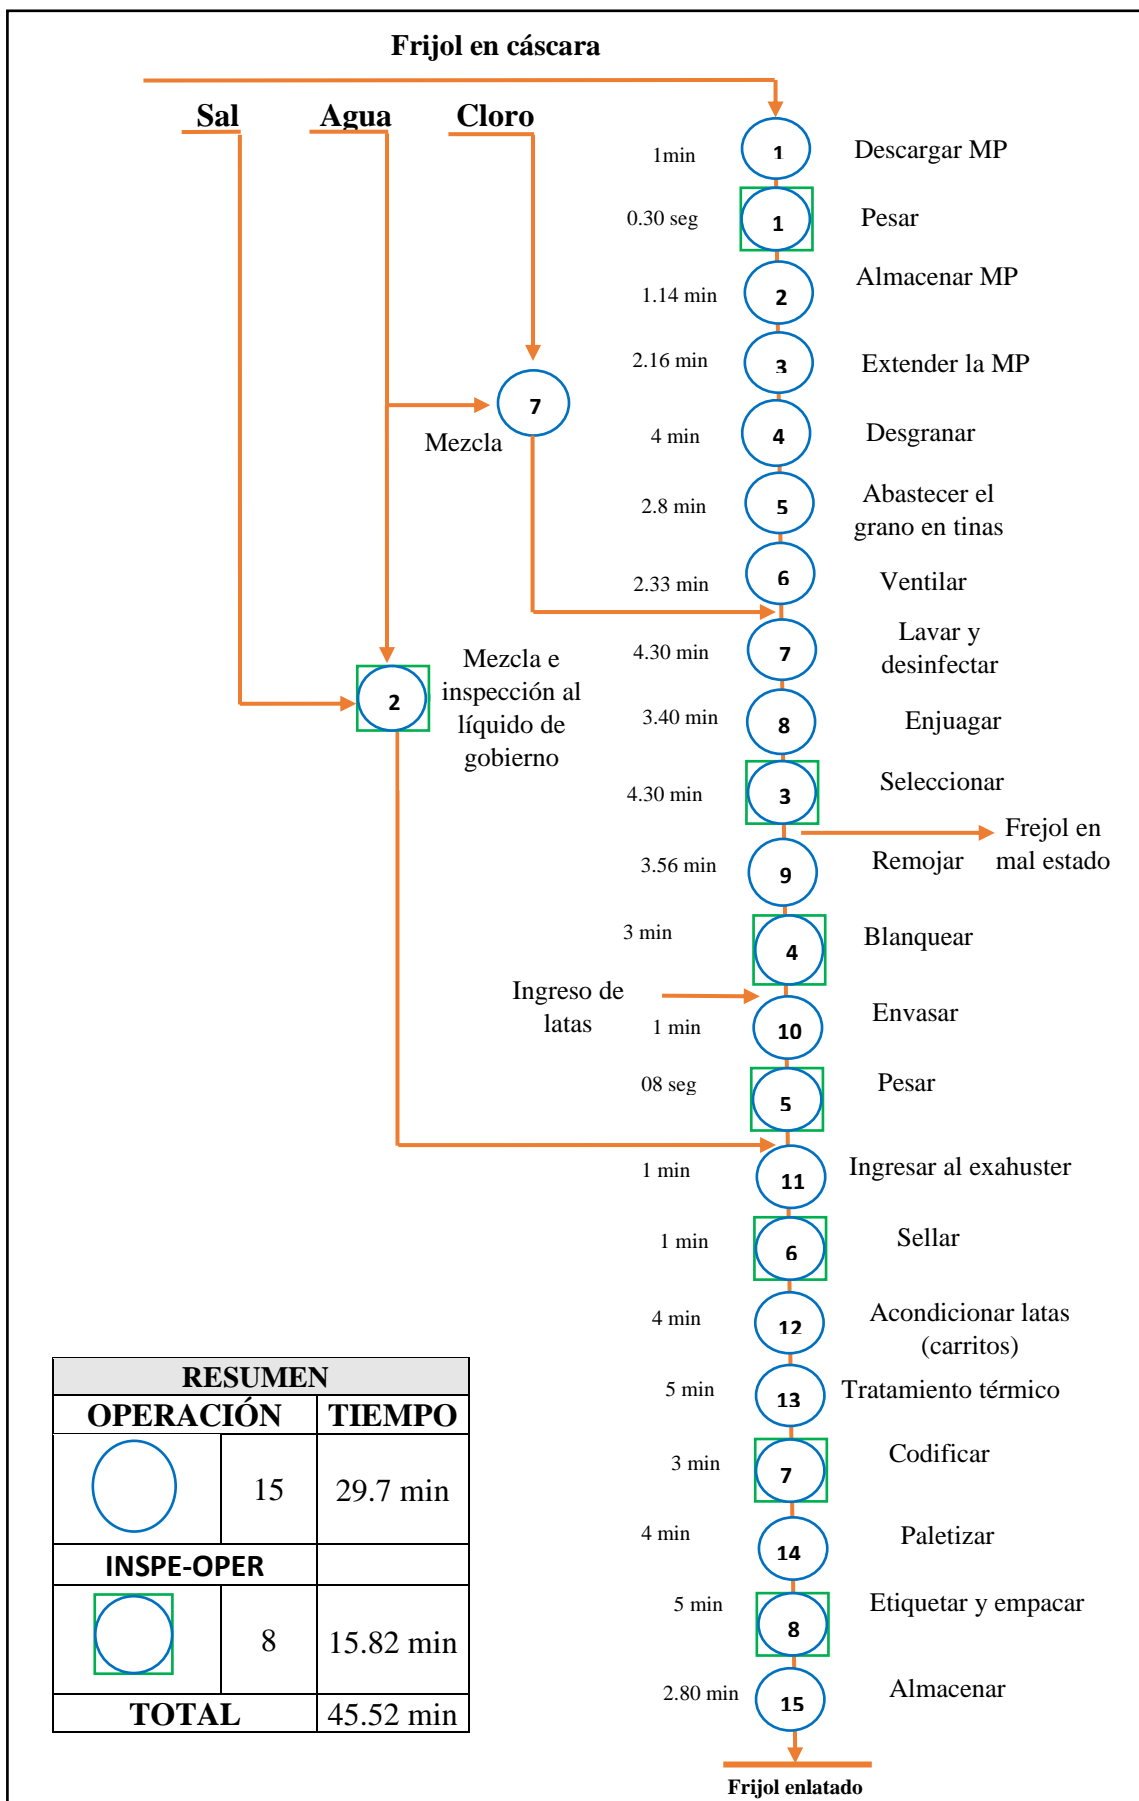 Frijol en cáscara
Sal
Agua
Cloro
1min
1
Descargar MP
0.30 seg
1
Pesar
1.14 min
2
Almacenar MP
2.16 min
3
Extender la MP
7
Mezcla
4 min
4
Desgranar
2.8 min
5
Abastecer el
grano en tinas
2.33 min
6
Ventilar
4.30 min
7
Lavar y
desinfectar
2
Mezcla e
inspección al
líquido de
gobierno
3.40 min
8
Enjuagar
4.30 min
3
Seleccionar
Frejol en
mal estado
3.56 min
9
Remojar
3 min
4
Blanquear
Ingreso de
latas
1 min
10
Envasar
08 seg
5
Pesar
1 min
11
Ingresar al exahuster
1 min
6
Sellar
4 min
12
Acondicionar latas
(carritos)
5 min
13
Tratamiento térmico
3 min
7
Codificar
4 min
14
Paletizar
5 min
8
Etiquetar y empacar
2.80 min
15
Almacenar
Frijol enlatado
RESUMEN
OPERACIÓN TIEMPO
15 29.7 min
INSPE-OPER
8 15.82 min
TOTAL 45.52 min